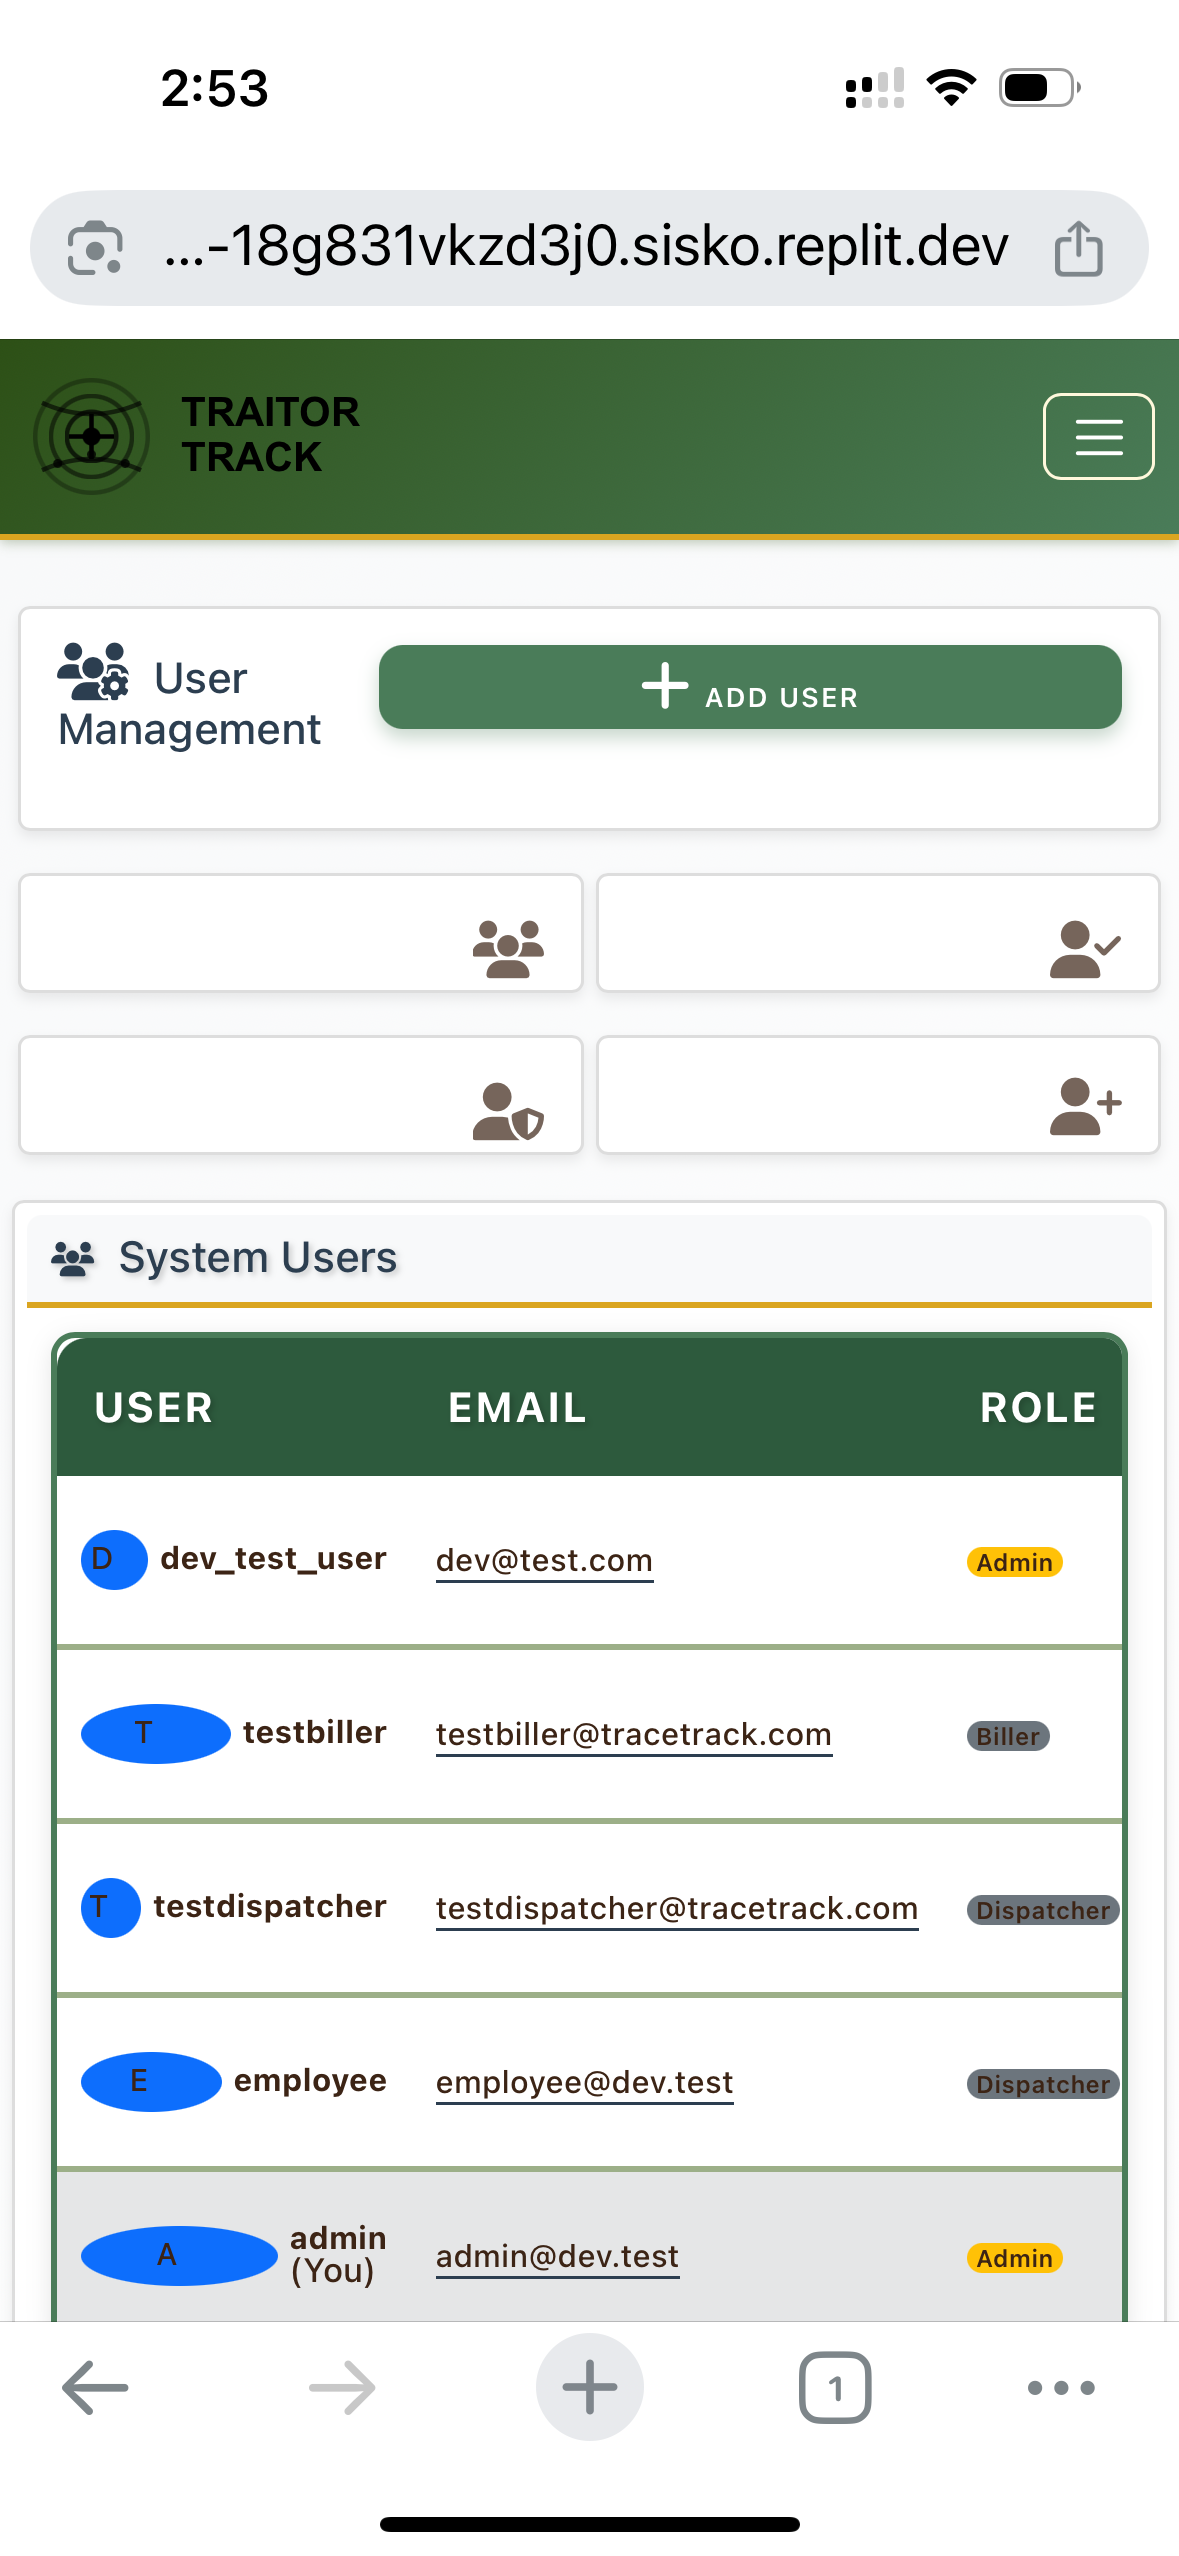 2:53
...-18g831vkzd3j0.sisko.replit.dev
TRAITOR
TRACK
User
Management
ADD USER
System Users
USER EMAIL ROLE
D dev_test_user dev@test.com Admin
T testbiller testbiller@tracetrack.com Biller
T testdispatcher testdispatcher@tracetrack.com Dispatcher
E employee employee@dev.test Dispatcher
A admin (You) admin@dev.test Admin
1